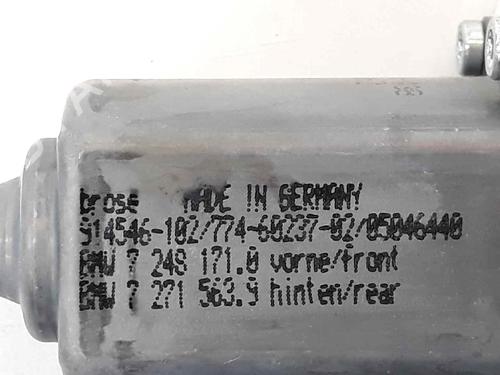 brose MADE IN GERMANY
914546-102/774-60237-02/05046440
BMW 7 248 171.0 vorne/front
BMW 7 271 563.9 hinten/rear